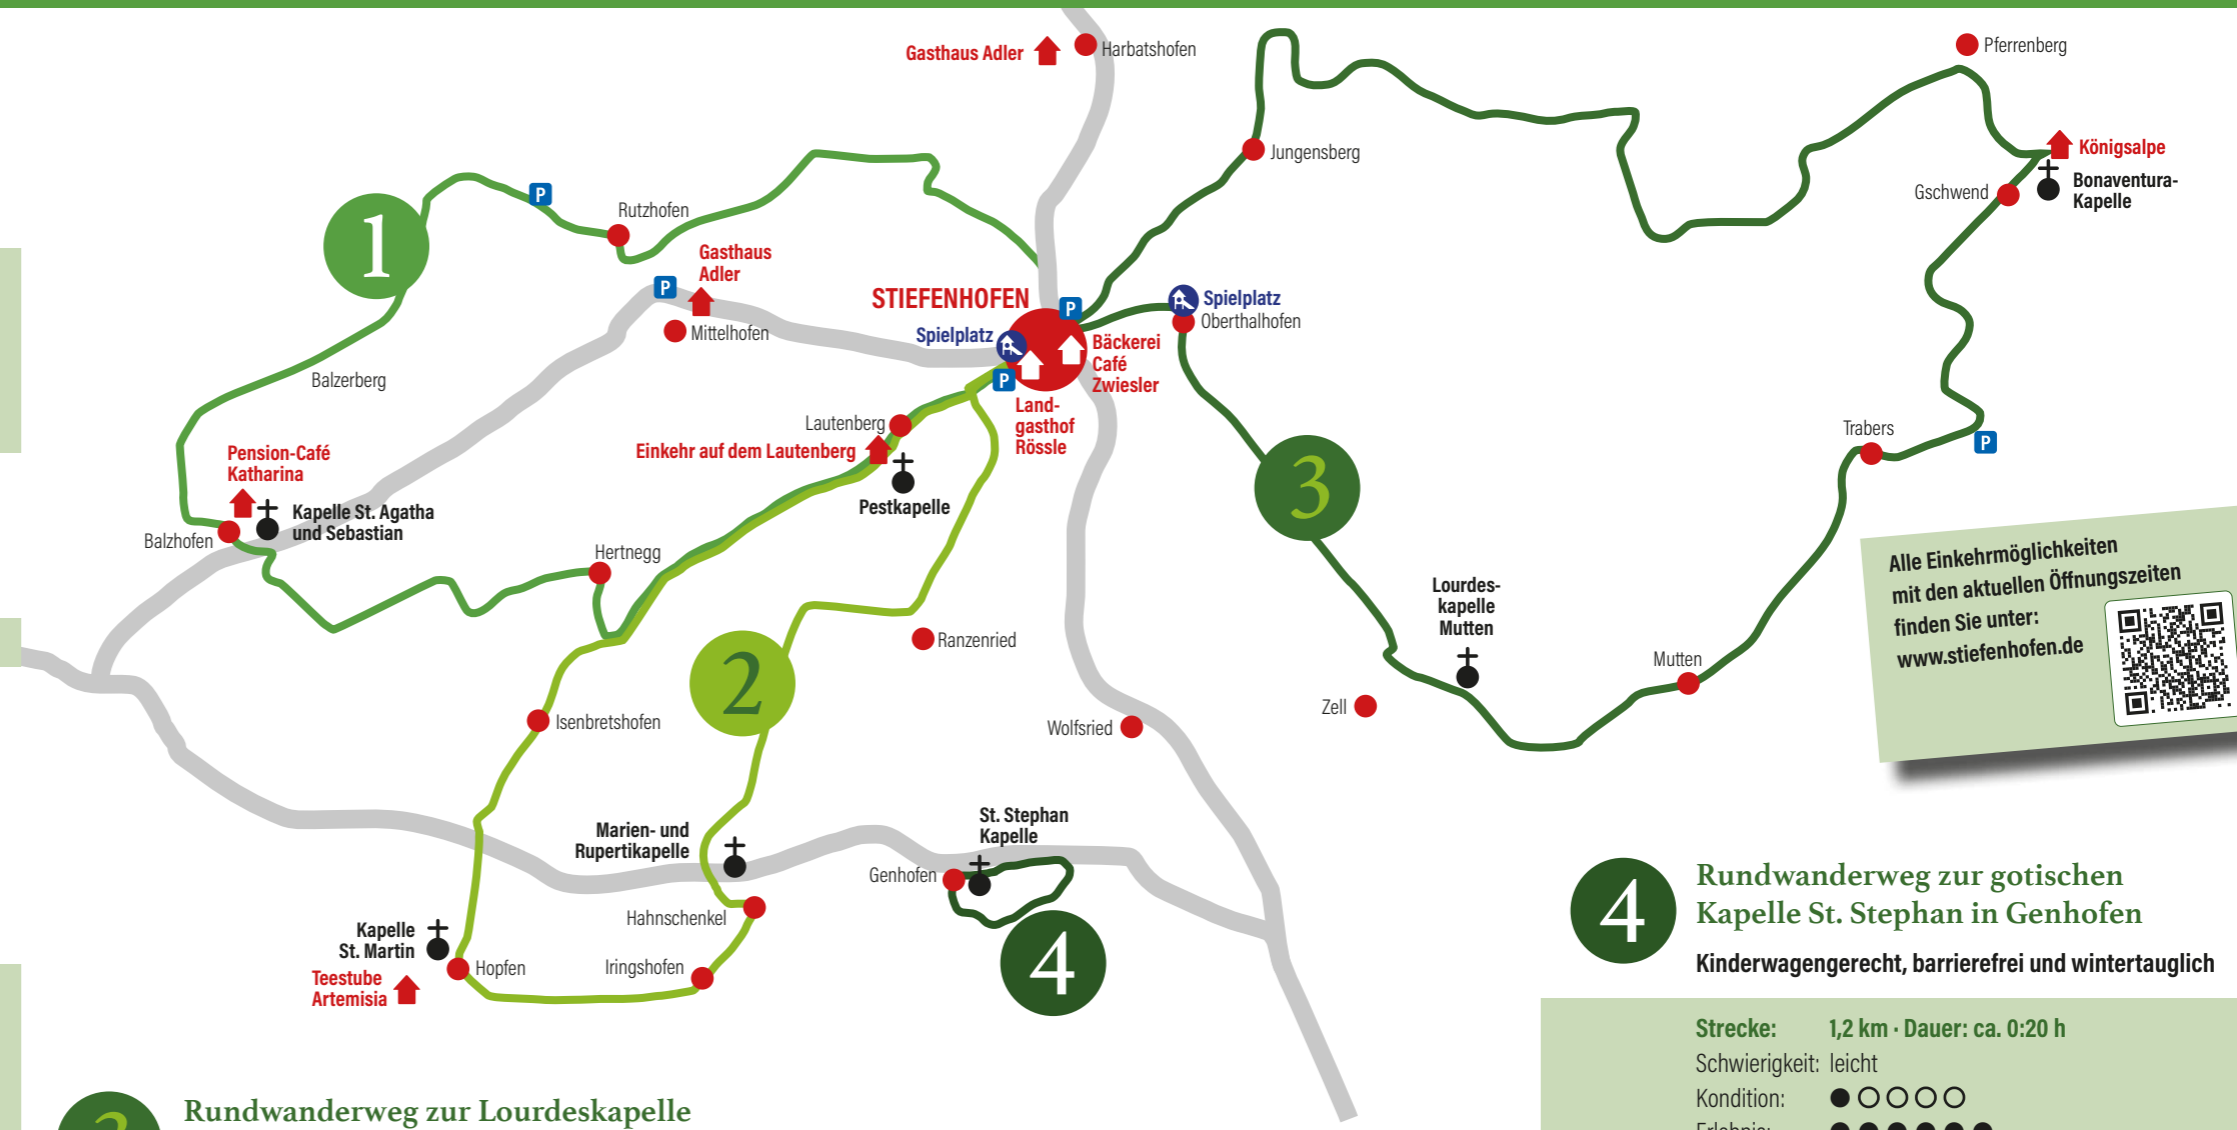 Gasthaus Adler
Harbatshofen
Pferrenberg
Jungensberg
Königsalpe
Bonaventura-
Kapelle
Gschwend
P
Rutzhofen
1
Gasthaus
Adler
P
Mittelhofen
STIEFENHOFEN
P
Spielplatz
Spielplatz
Oberthalhofen
Bäckerei
Café
Zwiesler
P
Land-
gasthof
Rössle
Balzerberg
Lautenberg
Einkehr auf dem Lautenberg
Pestkapelle
Trabers
P
3
Pension-Café
Katharina
Kapelle St. Agatha
und Sebastian
Balzhofen
Hertnegg
Alle Einkehrmöglichkeiten
mit den aktuellen Öffnungszeiten
finden Sie unter:
www.stiefenhofen.de
Lourdes-
kapelle
Mutten
Ranzenried
Mutten
2
Zell
Isenbretshofen
Wolfsried
Marien- und
Rupertikapelle
St. Stephan
Kapelle
Genhofen
Hahnschenkel
Kapelle
St. Martin
Hopfen
Iringshofen
Teestube
Artemisia
4
4
Rundwanderweg zur gotischen
Kapelle St. Stephan in Genhofen
Kinderwagengerecht, barrierefrei und wintertauglich
Strecke: 1,2 km · Dauer: ca. 0:20 h
Schwierigkeit: leicht
Kondition:
Erlebnis:
3
Rundwanderweg zur Lourdeskapelle